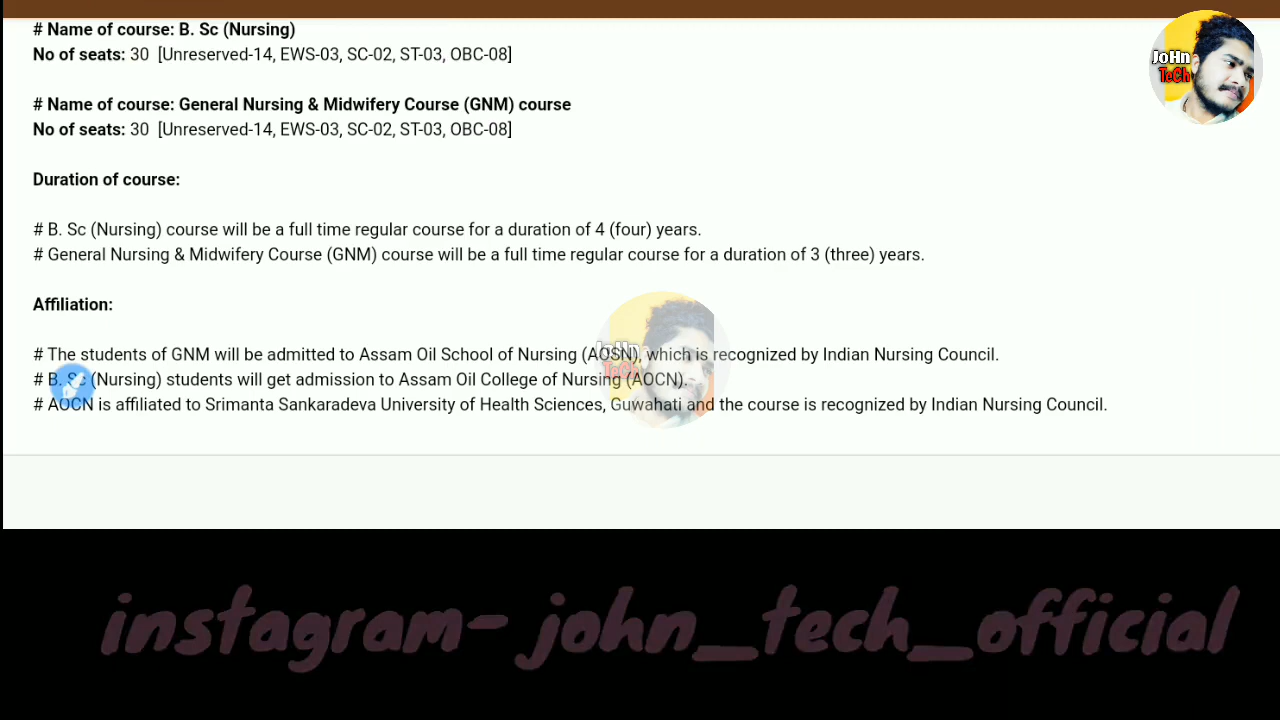 # Name of course: B. Sc (Nursing)
No of seats: 30 [Unreserved-14, EWS-03, SC-02, ST-03, OBC-08]
JoHn
TeCh
# Name of course: General Nursing & Midwifery Course (GNM) course
No of seats: 30 [Unreserved-14, EWS-03, SC-02, ST-03, OBC-08]
Duration of course:
# B. Sc (Nursing) course will be a full time regular course for a duration of 4 (four) years.
# General Nursing & Midwifery Course (GNM) course will be a full time regular course for a duration of 3 (three) years.
Affiliation:
# The students of GNM will be admitted to Assam Oil School of Nursing (AOSN), which is recognized by Indian Nursing Council.
# B. Sc (Nursing) students will get admission to Assam Oil College of Nursing (AOCN).
# AOCN is affiliated to Srimanta Sankaradeva University of Health Sciences, Guwahati and the course is recognized by Indian Nursing Council.
JoHn
TeCh
instagram- john_tech_official